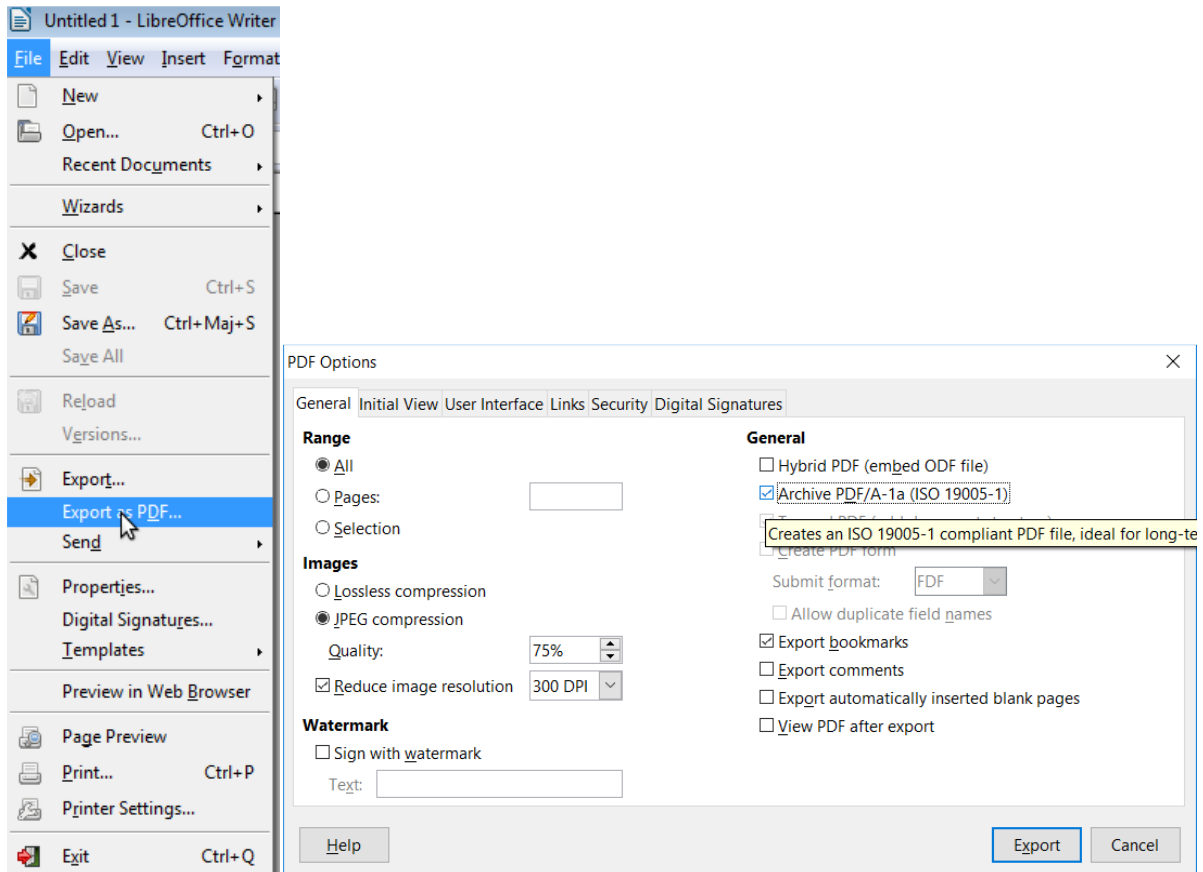 Untitled 1 - LibreOffice Writer
File Edit View Insert Format
New
Open... Ctrl+O
Recent Documents
Wizards
Close
Save Ctrl+S
Save As... Ctrl+Maj+S
Save All
Reload
Versions...
Export...
Export as PDF...
Send
Properties...
Digital Signatures...
Templates
Preview in Web Browser
Page Preview
Print... Ctrl+P
Printer Settings...
Exit Ctrl+Q
PDF Options
General Initial View User Interface Links Security Digital Signatures
Range
All
Pages:
Selection
Images
Lossless compression
JPEG compression
Quality: 75%
Reduce image resolution 300 DPI
Watermark
Sign with watermark
Text:
General
Hybrid PDF (embed ODF file)
Archive PDF/A-1a (ISO 19005-1)
Creates an ISO 19005-1 compliant PDF file, ideal for long-te
Create PDF form
Submit format: FDF
Allow duplicate field names
Export bookmarks
Export comments
Export automatically inserted blank pages
View PDF after export
Help
Export
Cancel